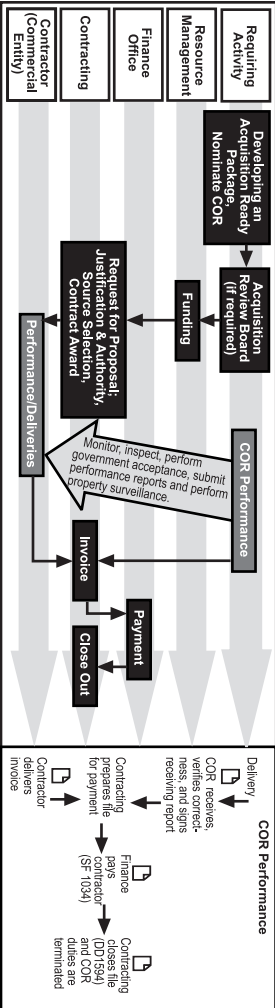 Requiring
Activity
Resource
Management
Finance
Office
Contracting
Contractor
(Commercial
Entity)
Developing an
Acquisition Ready
Package,
Nominate COR
Acquisition
Review Board
(if required)
Funding
Request for Proposal;
Justification & Authority,
Source Selection,
Contract Award
Performance/Deliveries
COR Performance
Monitor, inspect, perform
government acceptance, submit
performance reports and perform
property surveillance.
Invoice
Payment
Close Out
COR Performance
Delivery
COR receives,
verifies correct-
ness, and signs
receiving report
Contracting
prepares file
for payment
Contractor
delivers
invoice
Finance
pays
contractor
(SF 1034)
Contracting
closes file
(DD1594)
and COR
duties are
terminated